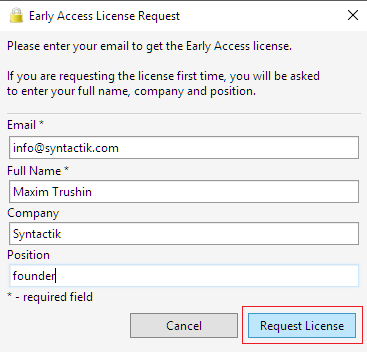 Early Access License Request
Please enter your email to get the Early Access license.
If you are requesting the license first time, you will be asked
to enter your full name, company and position.
Email *
info@syntactik.com
Full Name *
Maxim Trushin
Company
Syntactik
Position
founder
* - required field
Cancel
Request License